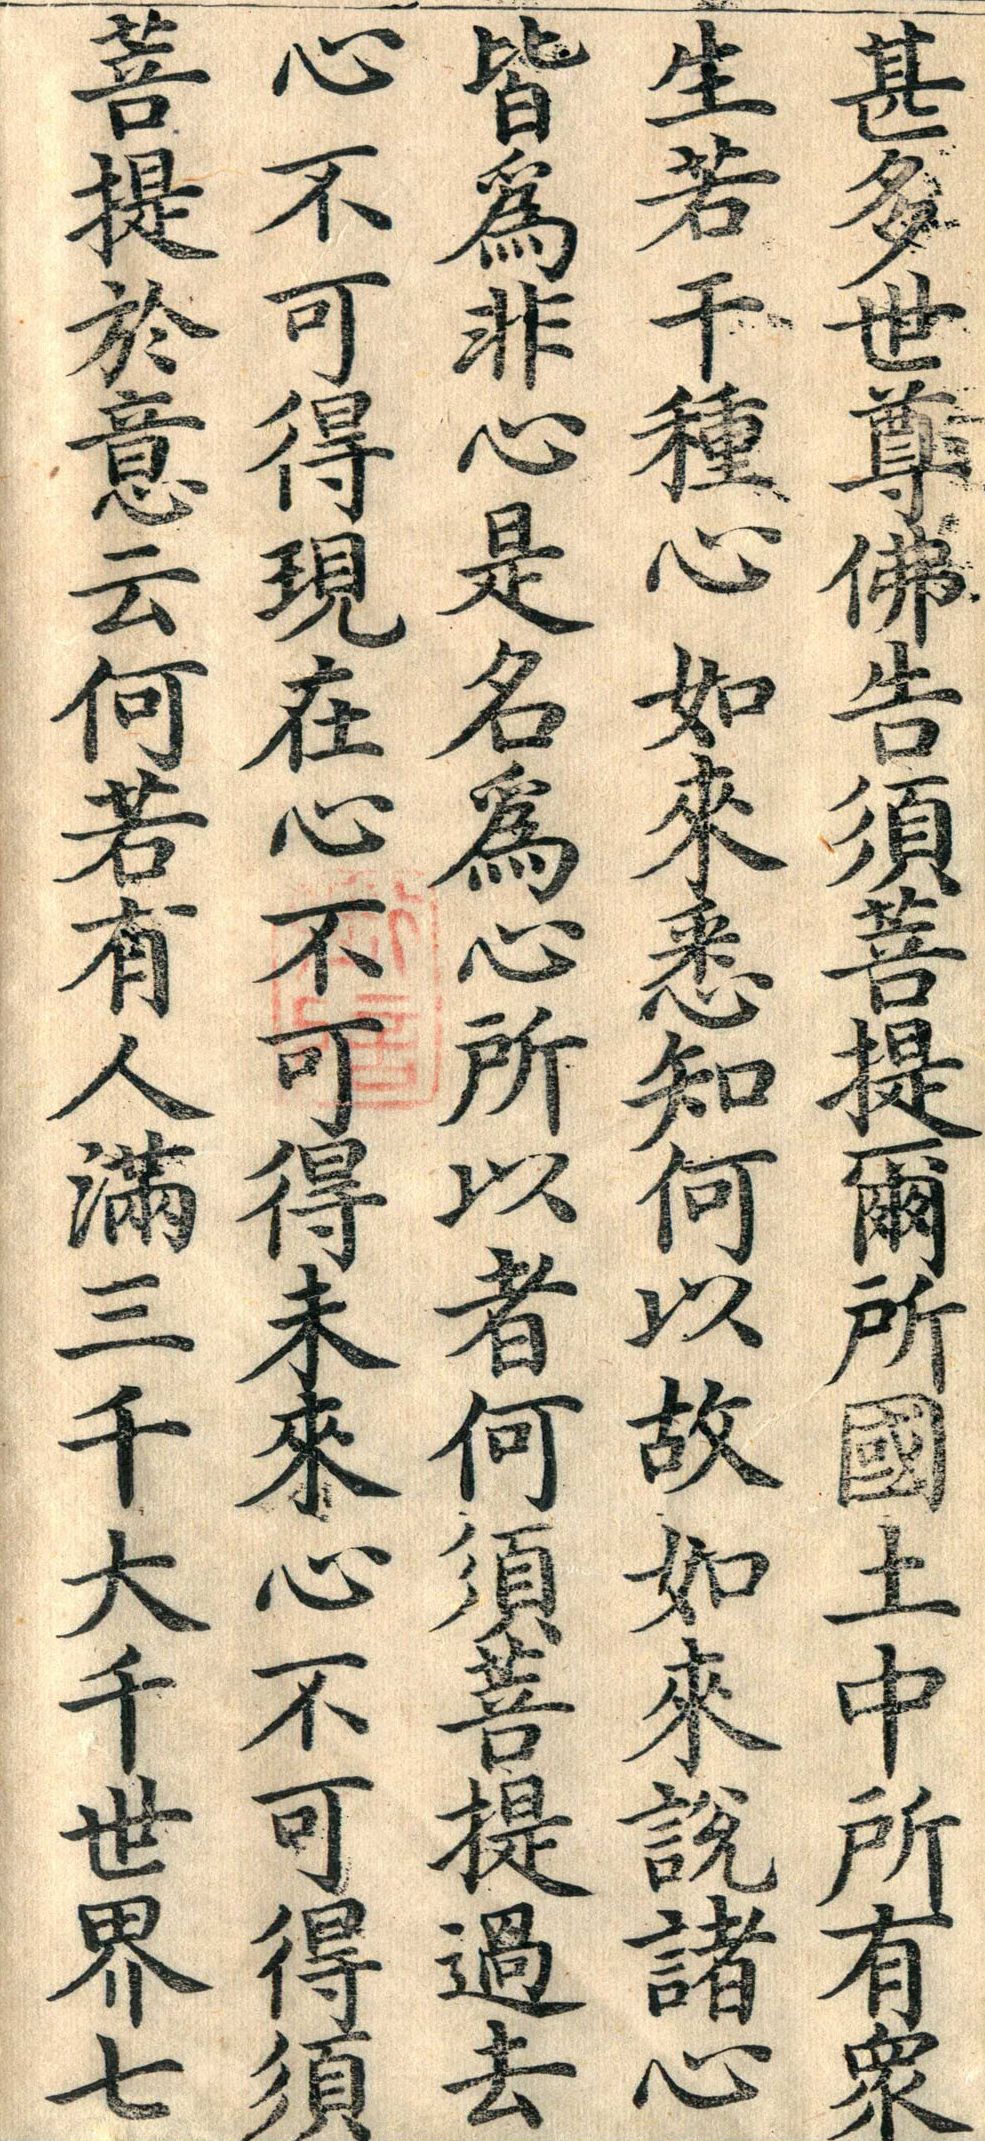 甚多世尊佛告須菩提爾所國土中所有衆
生若干種心如來悉知何以故如來說諸心
皆爲非心是名爲心所以者何須菩提過去
心不可得現在心不可得未來心不可得須
菩提於意云何若有人滿三千大千世界七